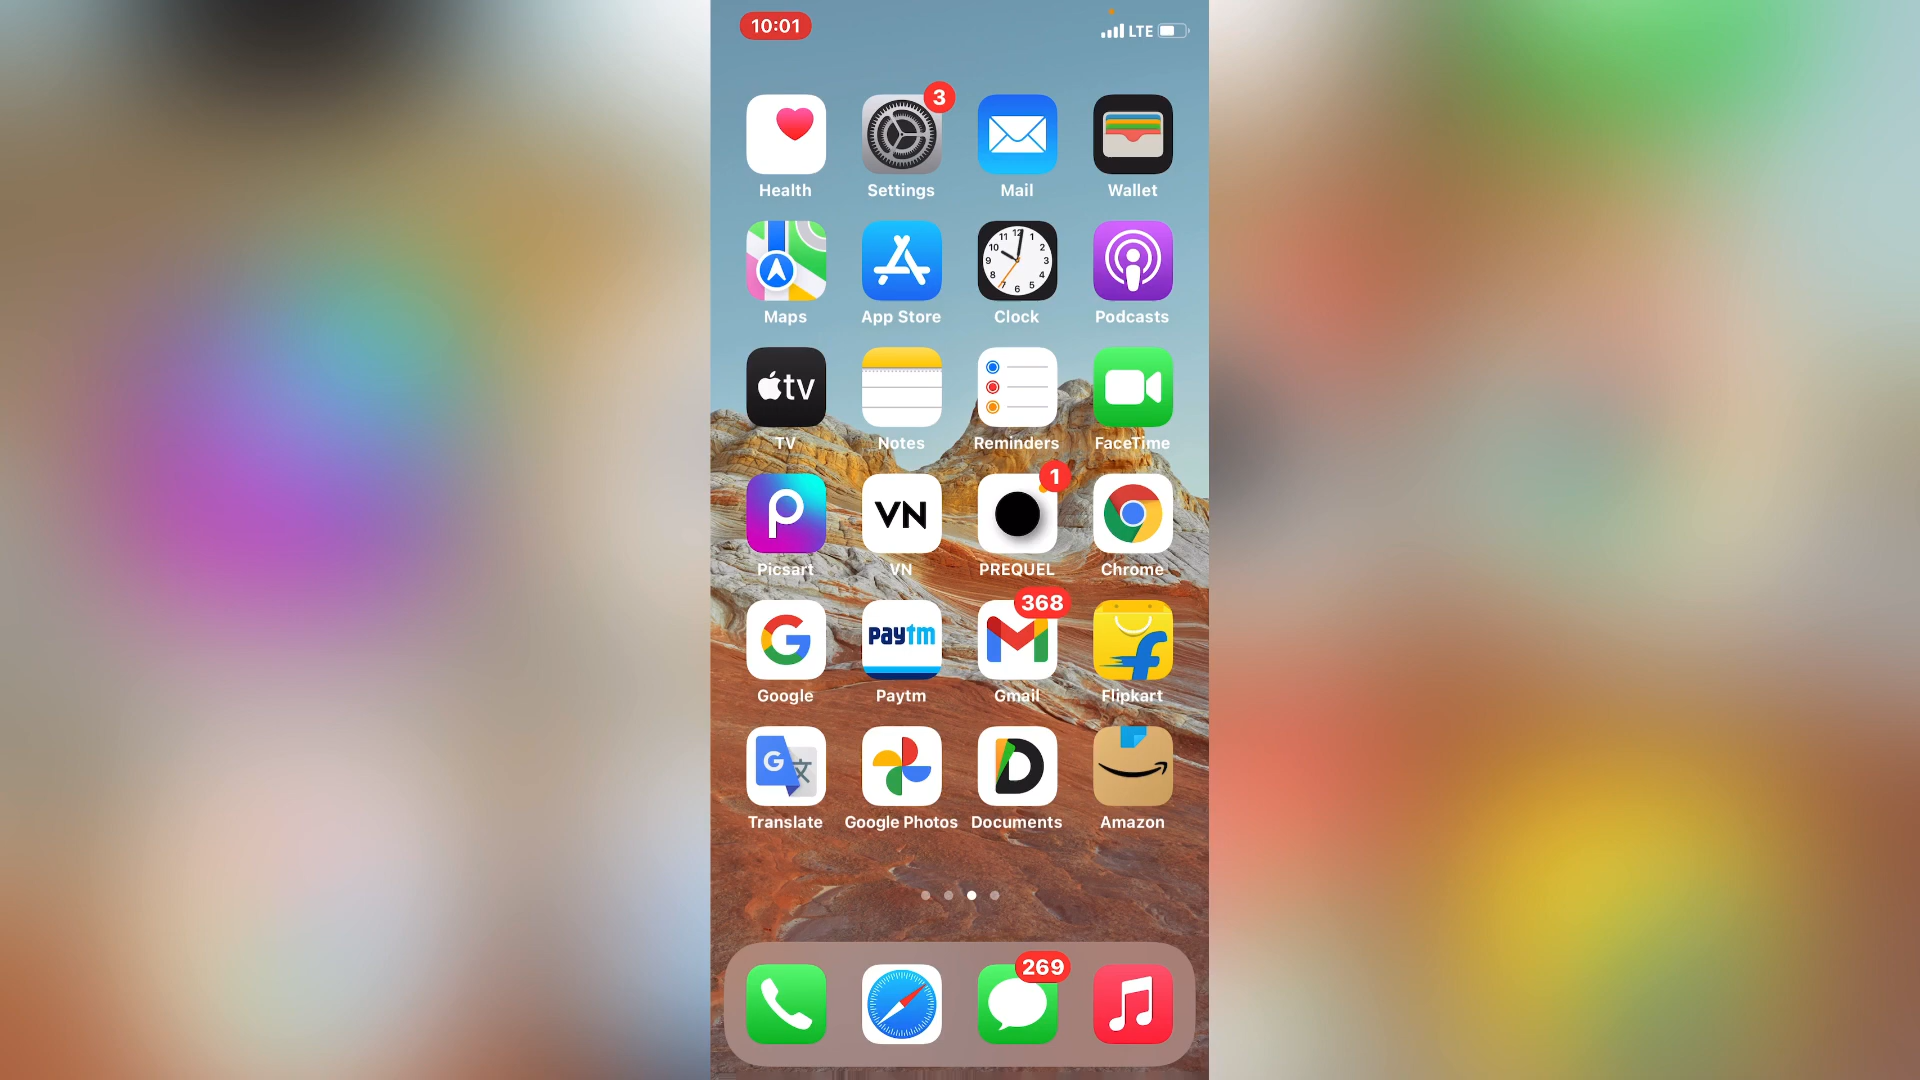 10:01
LTE
3
Health Settings Mail Wallet
Maps App Store Clock Podcasts
tv
TV Notes Reminders FaceTime
VN
1
Picsart VN PREQUEL Chrome
368
paytm
Google Paytm Gmail Flipkart
Translate Google Photos Documents Amazon
269